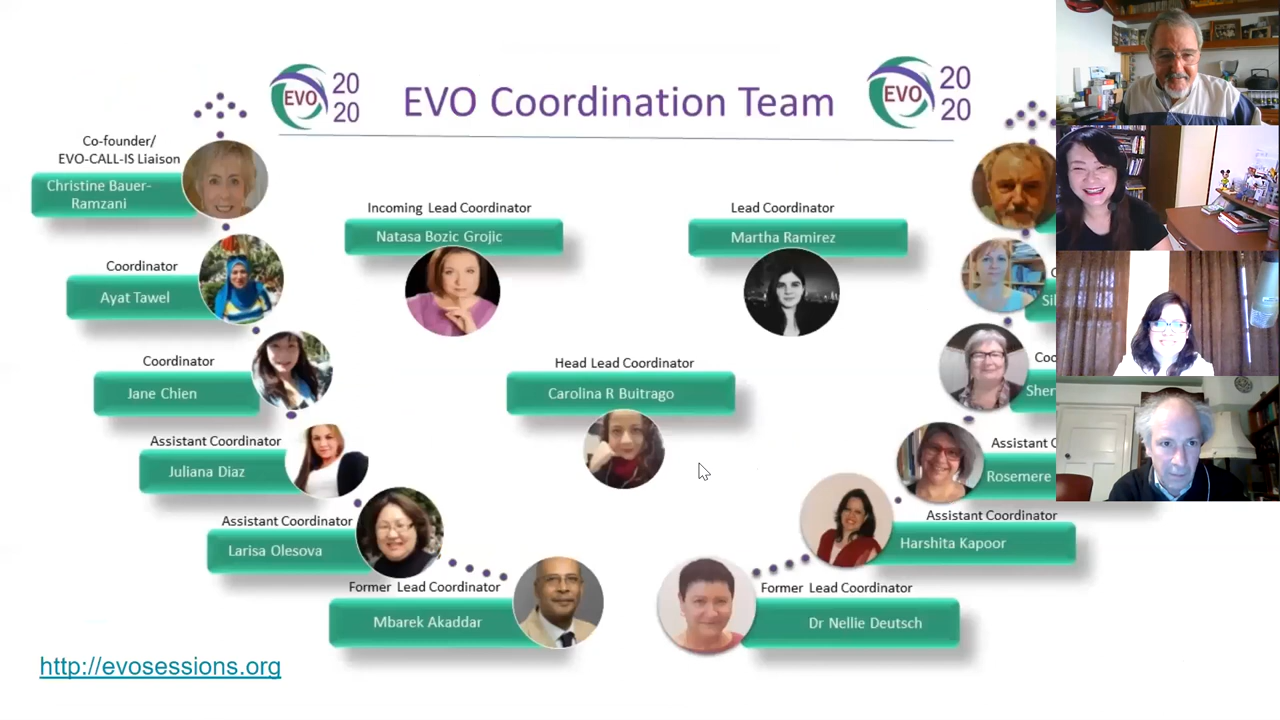 EVO
20
20
EVO Coordination Team
EVO
20
20
Co-founder/
EVO-CALL-IS Liaison
Christine Bauer-
Ramzani
Incoming Lead Coordinator
Natasa Bozic Grojic
Lead Coordinator
Martha Ramirez
Coordinator
Ayat Tawel
Coordinator
Jane Chien
Head Lead Coordinator
Carolina R Buitrago
Assistant Coordinator
Juliana Diaz
Assistant
Rosemere
Assistant Coordinator
Larisa Olesova
Assistant Coordinator
Harshita Kapoor
Former Lead Coordinator
Mbarek Akaddar
Former Lead Coordinator
Dr Nellie Deutsch
http://evosessions.org